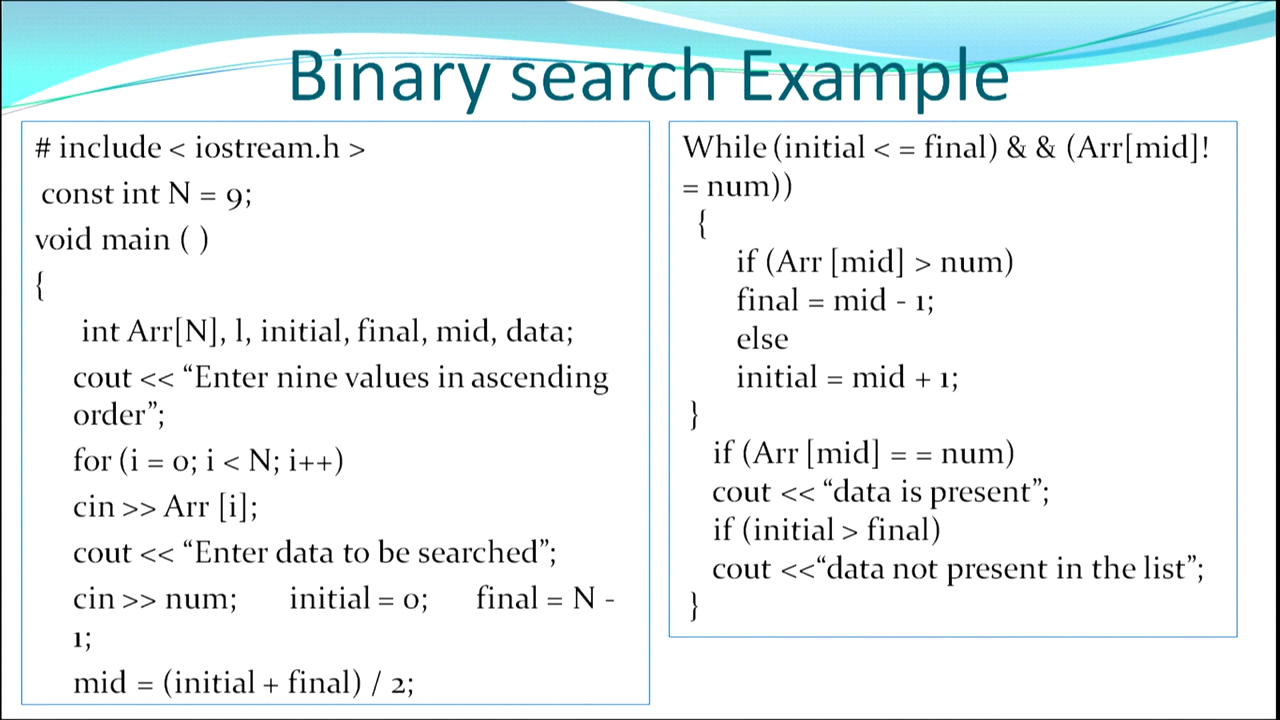 Binary search Example
# include < iostream.h >
const int N = 9;
void main ( )
{
int Arr[N], l, initial, final, mid, data;
cout << “Enter nine values in ascending
order”;
for (i = 0; i < N; i++)
cin >> Arr [i];
cout << “Enter data to be searched”;
cin >> num; initial = 0; final = N -
1;
mid = (initial + final) / 2;
While (initial < = final) & & (Arr[mid]!
= num))
{
if (Arr [mid] > num)
final = mid - 1;
else
initial = mid + 1;
}
if (Arr [mid] = = num)
cout << “data is present”;
if (initial > final)
cout <<“data not present in the list”;
}